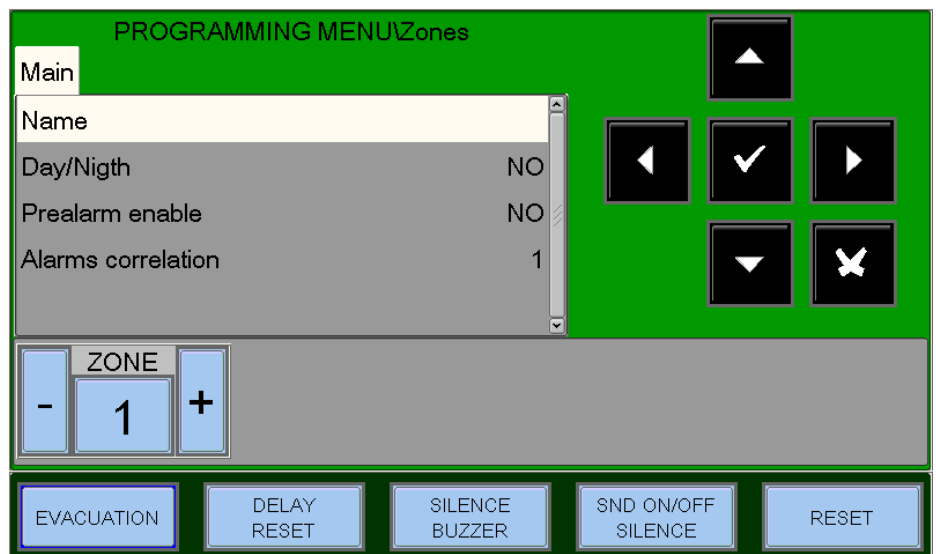 PROGRAMMING MENU\Zones
Main
Name
Day/Nigth NO
Prealarm enable NO
Alarms correlation 1
ZONE
- 1 +
EVACUATION
DELAY
RESET
SILENCE
BUZZER
SND ON/OFF
SILENCE
RESET